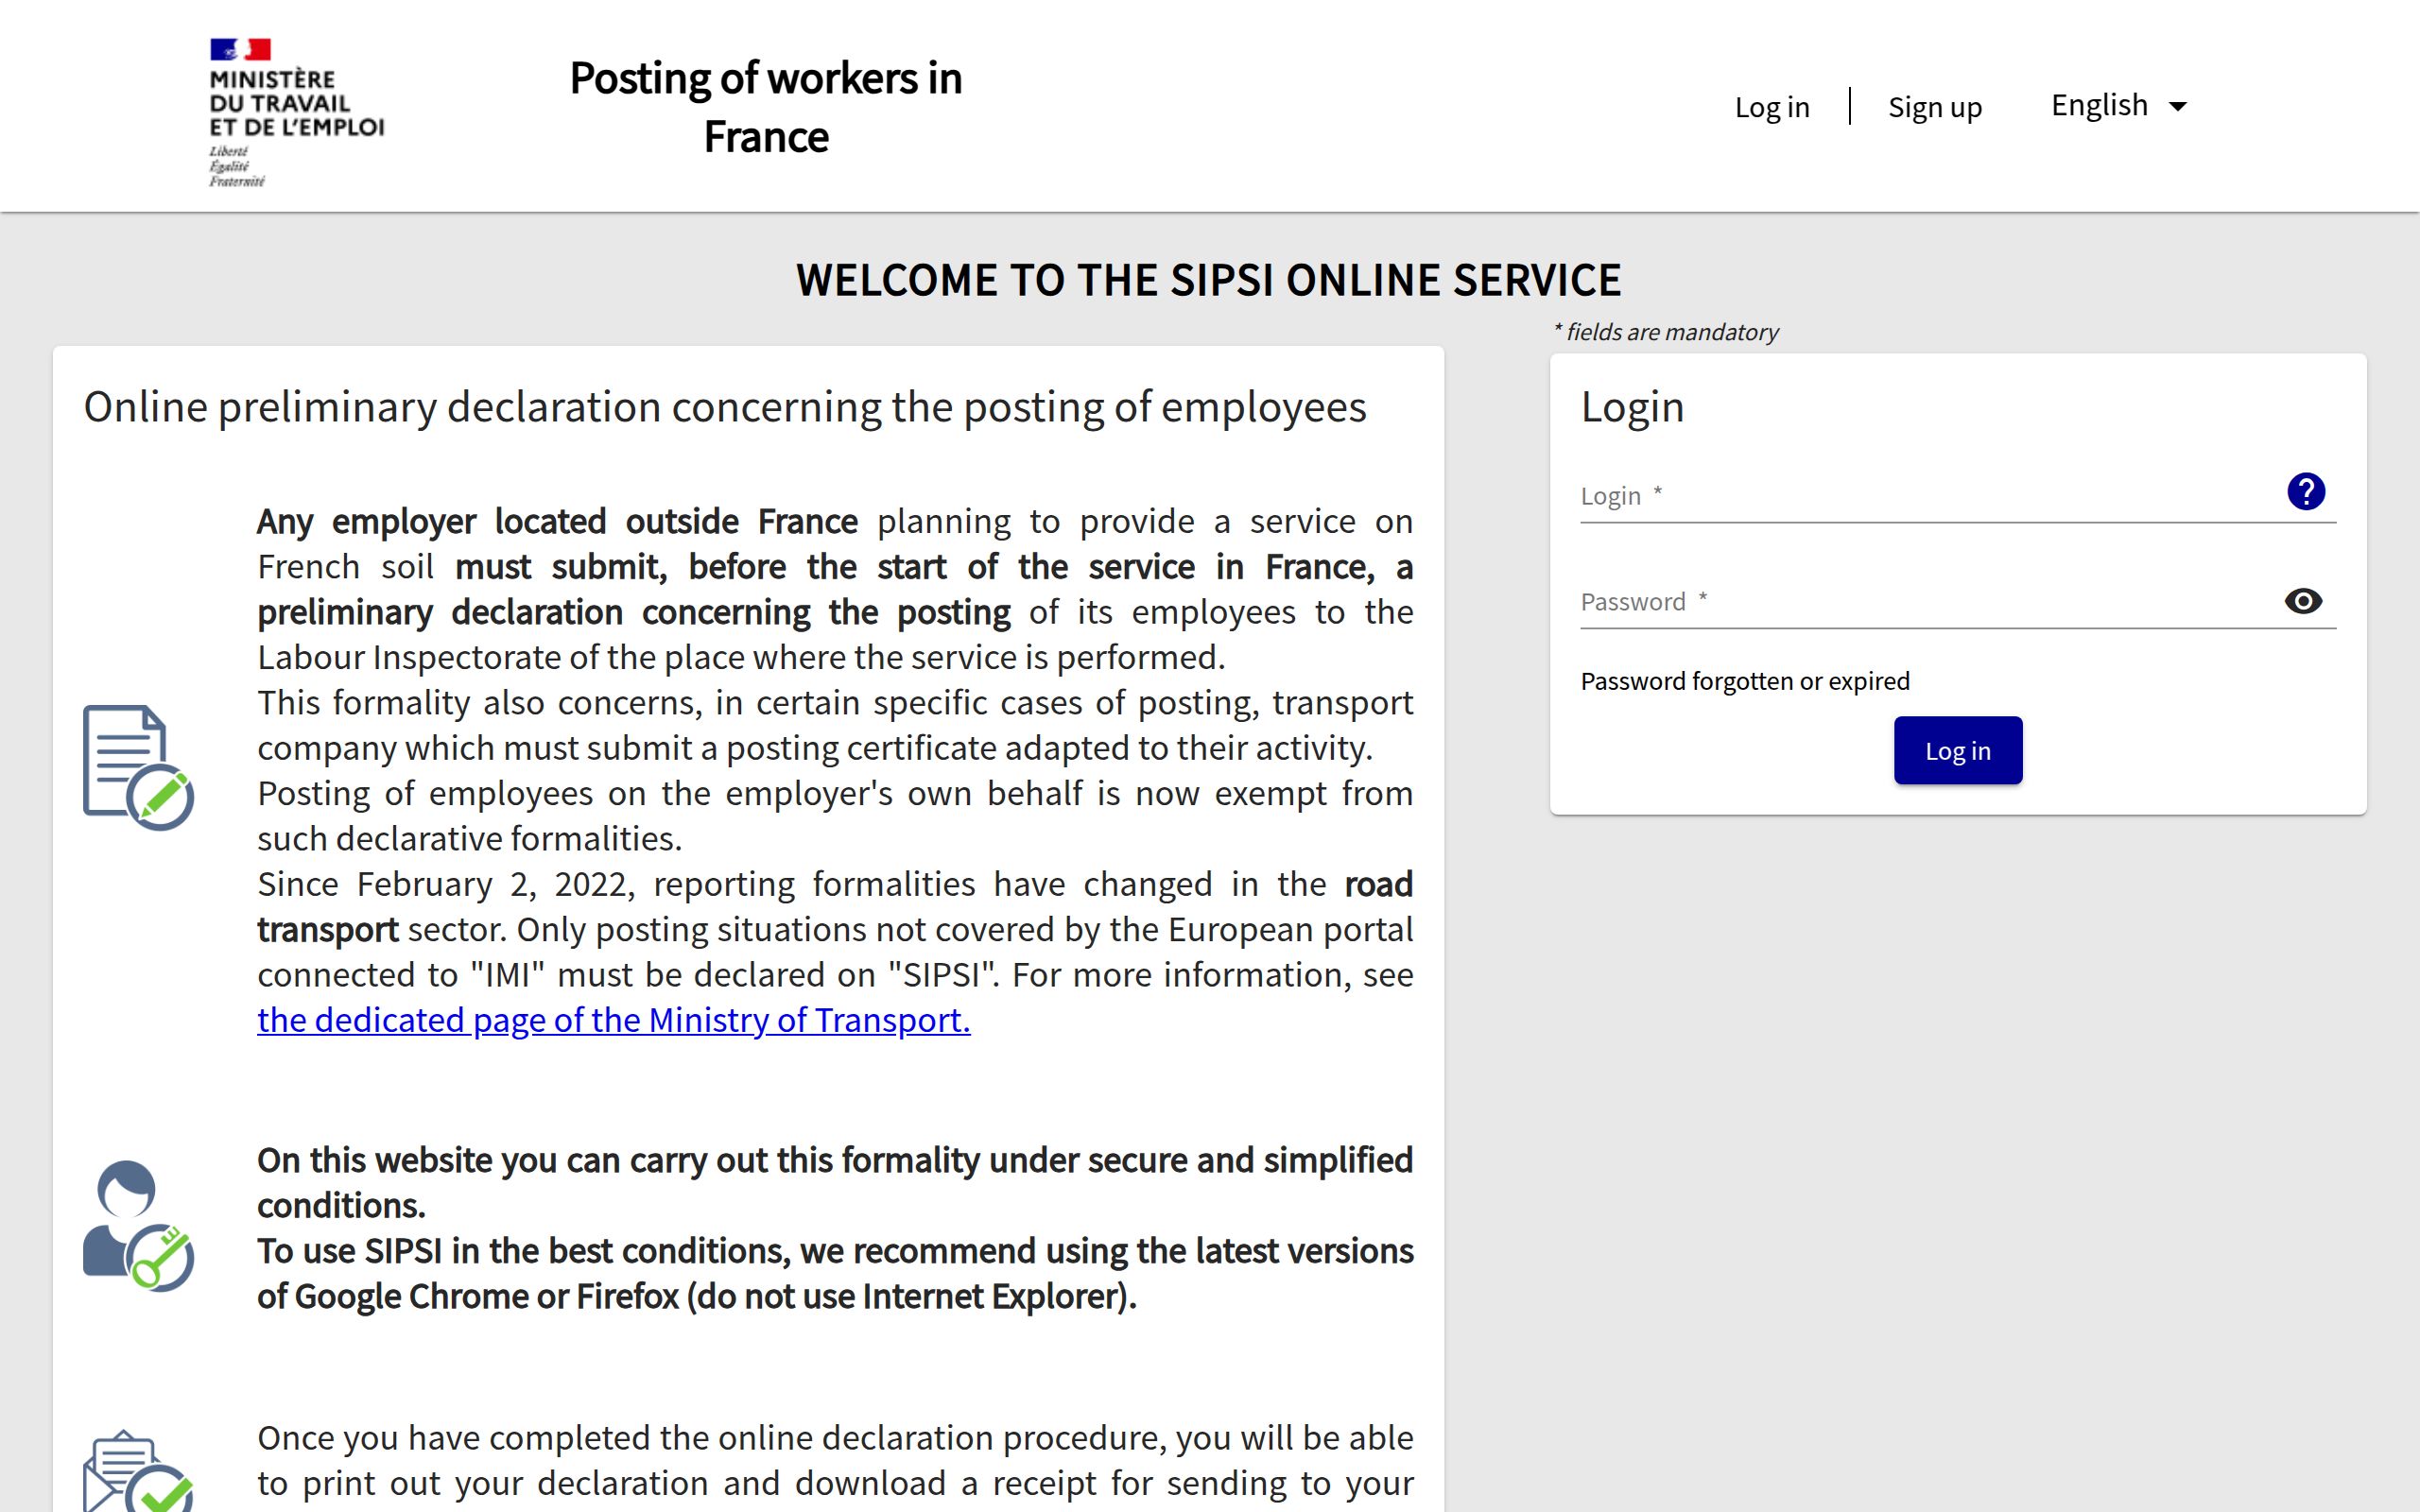 MINISTÈRE
DU TRAVAIL
ET DE L'EMPLOI
Liberté
Égalité
Fraternité
Posting of workers in
France
Log in
Sign up
English
WELCOME TO THE SIPSI ONLINE SERVICE
Online preliminary declaration concerning the posting of employees
Any employer located outside France planning to provide a service on
French soil must submit, before the start of the service in France, a
preliminary declaration concerning the posting of its employees to the
Labour Inspectorate of the place where the service is performed.
This formality also concerns, in certain specific cases of posting, transport
company which must submit a posting certificate adapted to their activity.
Posting of employees on the employer's own behalf is now exempt from
such declarative formalities.
Since February 2, 2022, reporting formalities have changed in the road
transport sector. Only posting situations not covered by the European portal
connected to "IMI" must be declared on "SIPSI". For more information, see
the dedicated page of the Ministry of Transport.
On this website you can carry out this formality under secure and simplified
conditions.
To use SIPSI in the best conditions, we recommend using the latest versions
of Google Chrome or Firefox (do not use Internet Explorer).
Once you have completed the online declaration procedure, you will be able
to print out your declaration and download a receipt for sending to your
* fields are mandatory
Login
Login *
?
Password *
Password forgotten or expired
Log in